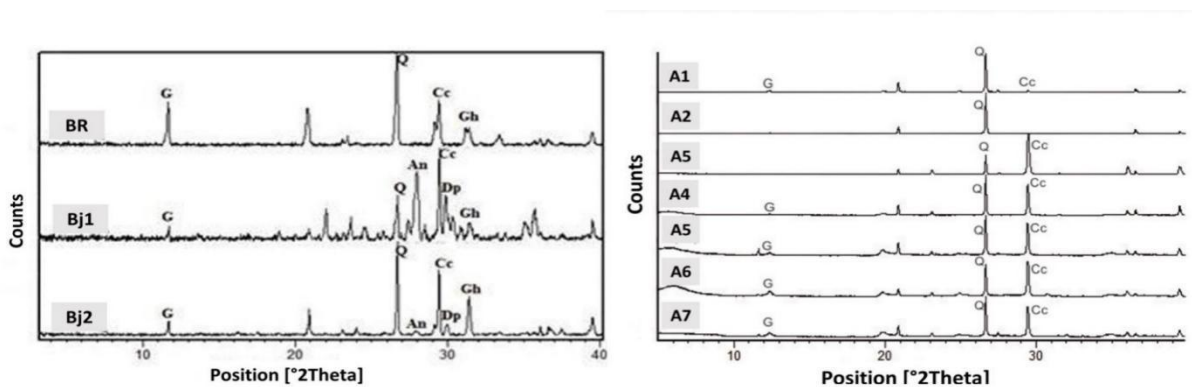 Counts
BR
G
Q
Cc
Gh
Bj1
G
Q
An
Cc
Dp
Gh
Bj2
G
Q
An
Cc
Dp
Gh
10
20
30
40
Position [°2Theta]
Counts
A1
G
Q
Cc
A2
Q
A5
Q
Cc
A4
G
Q
Cc
A5
G
Q
Cc
A6
G
Q
Cc
A7
G
Q
Cc
10
20
30
Position [°2Theta]